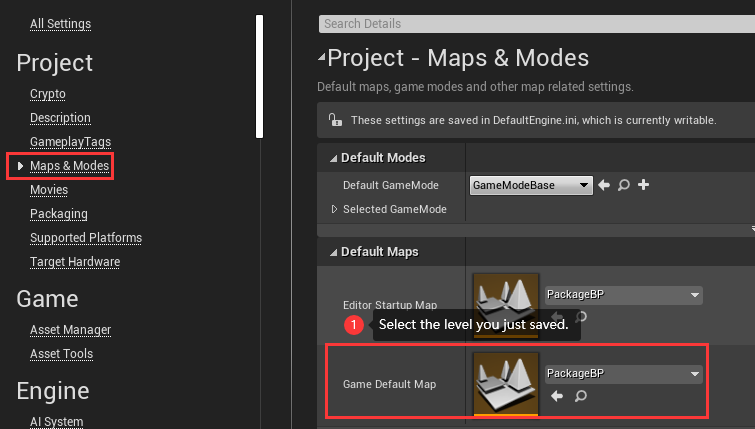 All Settings
Project
Crypto
Description
GameplayTags
Maps & Modes
Movies
Packaging
Supported Platforms
Target Hardware
Game
Asset Manager
Asset Tools
Engine
AI System
Search Details
Project - Maps & Modes
Default maps, game modes and other map related settings.
These settings are saved in DefaultEngine.ini, which is currently writable.
Default Modes
Default GameMode
GameModeBase
Selected GameMode
Default Maps
Editor Startup Map
PackageBP
1 Select the level you just saved.
Game Default Map
PackageBP